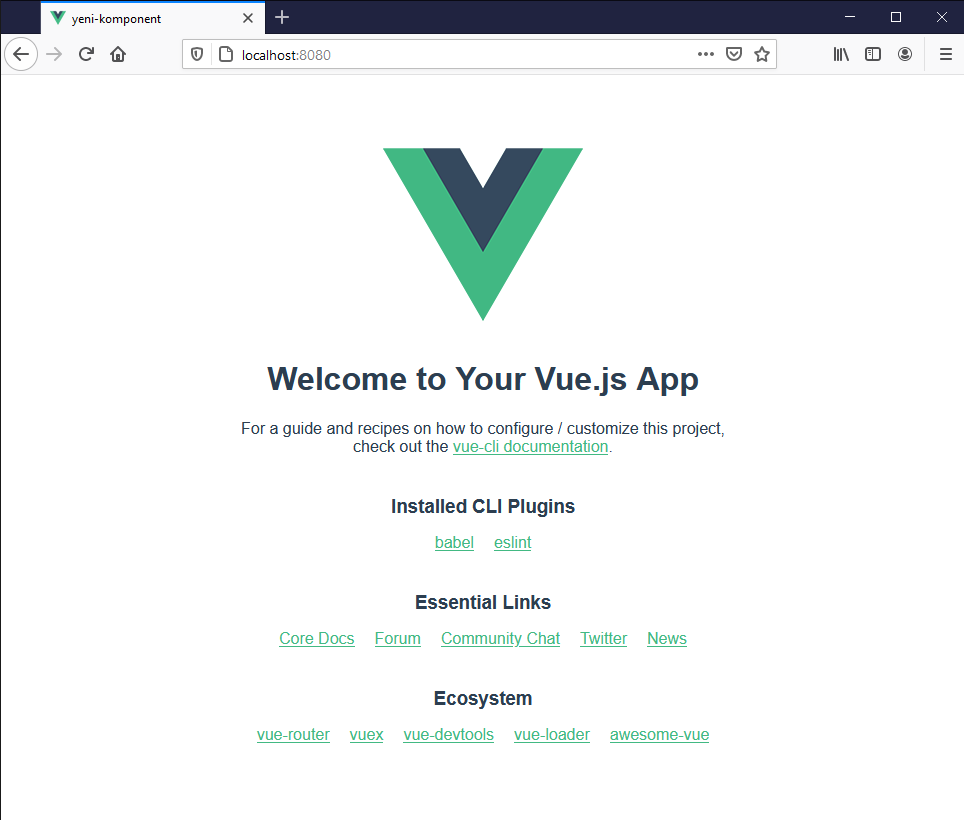 yeni-komponent
localhost:8080
Welcome to Your Vue.js App
For a guide and recipes on how to configure / customize this project,
check out the vue-cli documentation.
Installed CLI Plugins
babel eslint
Essential Links
Core Docs Forum Community Chat Twitter News
Ecosystem
vue-router vuex vue-devtools vue-loader awesome-vue